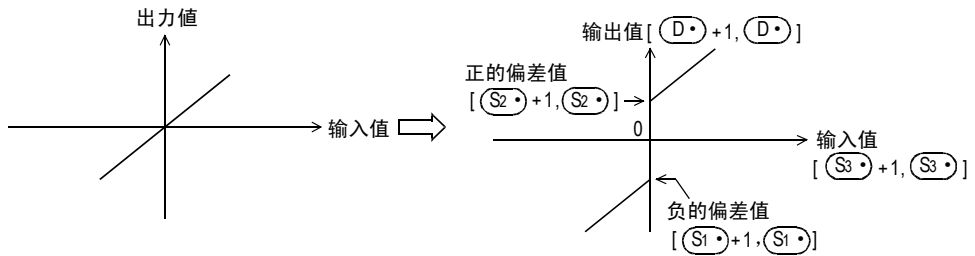 出力値
输入值
输出值[ D• +1, D• ]
正的偏差值
[ S2• +1, S2• ]
0
输入值
[ S3• +1, S3• ]
负的偏差值
[ S1• +1, S1• ]